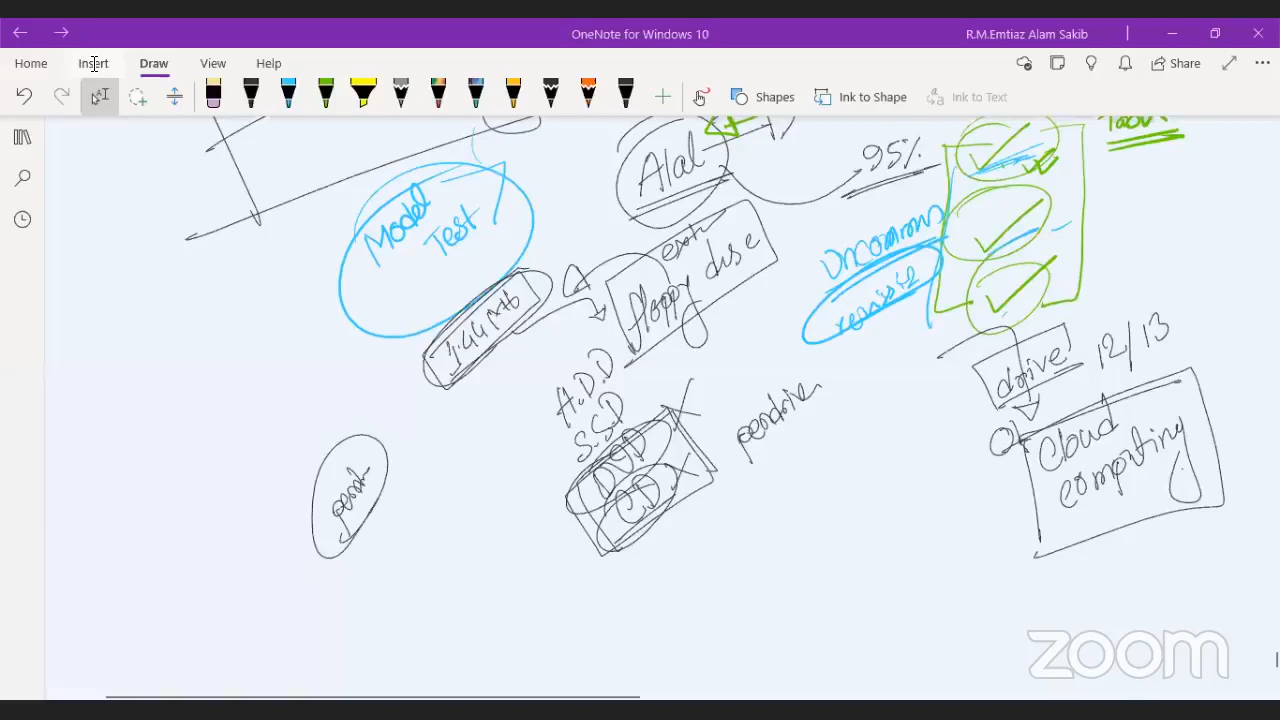 OneNote for Windows 10
R.M.Emtiaz Alam Sakib
Home
Insert
Draw
View
Help
Share
Shapes
Ink to Shape
Ink to Text
Alal
95%
Model
Test
Uncommon
floppy disc
1.44 Mb
drive
12/13
H.D.D
S.S.D
DVD
CD
pendrive
Cloud
computing
zoom